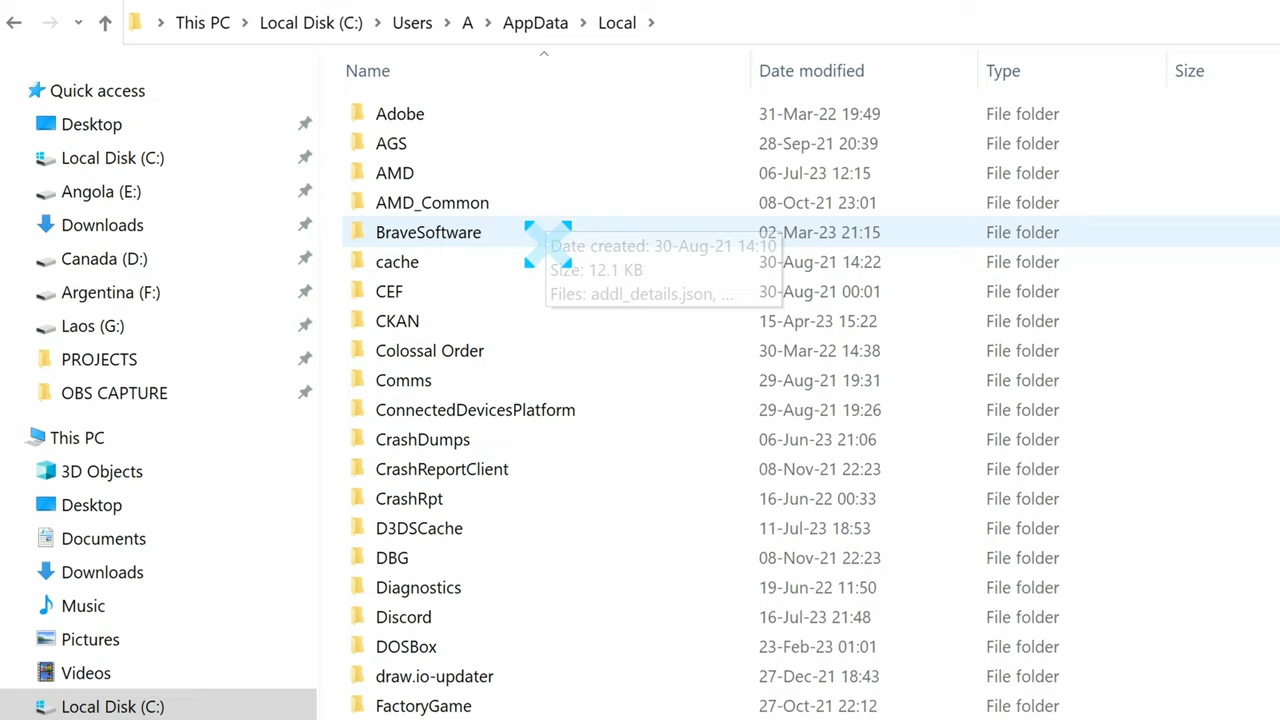 This PC > Local Disk (C:) > Users > A > AppData > Local >
Name Date modified Type Size
Quick access
Desktop
Local Disk (C:)
Angola (E:)
Downloads
Canada (D:)
Argentina (F:)
Laos (G:)
PROJECTS
OBS CAPTURE
This PC
3D Objects
Desktop
Documents
Downloads
Music
Pictures
Videos
Local Disk (C:)
Adobe 31-Mar-22 19:49 File folder
AGS 28-Sep-21 20:39 File folder
AMD 06-Jul-23 12:15 File folder
AMD_Common 08-Oct-21 23:01 File folder
BraveSoftware 02-Mar-23 21:15 File folder
Date created: 30-Aug-21 14:10
Size: 12.1 KB
Files: addl_details.json, ...
cache 30-Aug-21 14:22 File folder
CEF 30-Aug-21 00:01 File folder
CKAN 15-Apr-23 15:22 File folder
Colossal Order 30-Mar-22 14:38 File folder
Comms 29-Aug-21 19:31 File folder
ConnectedDevicesPlatform 29-Aug-21 19:26 File folder
CrashDumps 06-Jun-23 21:06 File folder
CrashReportClient 08-Nov-21 22:23 File folder
CrashRpt 16-Jun-22 00:33 File folder
D3DSCache 11-Jul-23 18:53 File folder
DBG 08-Nov-21 22:23 File folder
Diagnostics 19-Jun-22 11:50 File folder
Discord 16-Jul-23 21:48 File folder
DOSBox 23-Feb-23 01:01 File folder
draw.io-updater 27-Dec-21 18:43 File folder
FactoryGame 27-Oct-21 22:12 File folder